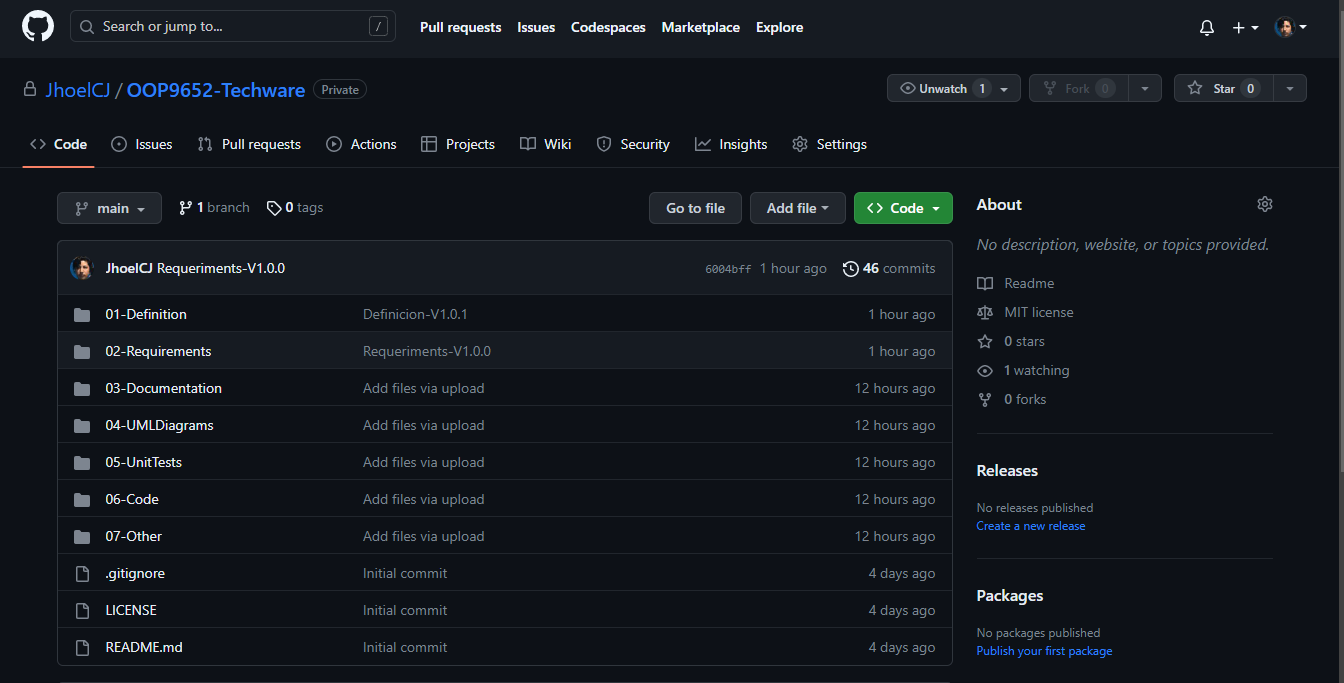 Search or jump to... /
Pull requests Issues Codespaces Marketplace Explore
JhoelCJ / OOP9652-Techware Private
Unwatch 1 Fork 0 Star 0
Code Issues Pull requests Actions Projects Wiki Security Insights Settings
main 1 branch 0 tags Go to file Add file Code
JhoelCJ Requeriments-V1.0.0 6004bff 1 hour ago 46 commits
01-Definition Definicion-V1.0.1 1 hour ago
02-Requirements Requeriments-V1.0.0 1 hour ago
03-Documentation Add files via upload 12 hours ago
04-UMLDiagrams Add files via upload 12 hours ago
05-UnitTests Add files via upload 12 hours ago
06-Code Add files via upload 12 hours ago
07-Other Add files via upload 12 hours ago
.gitignore Initial commit 4 days ago
LICENSE Initial commit 4 days ago
README.md Initial commit 4 days ago
About
No description, website, or topics provided.
Readme
MIT license
0 stars
1 watching
0 forks
Releases
No releases published
Create a new release
Packages
No packages published
Publish your first package